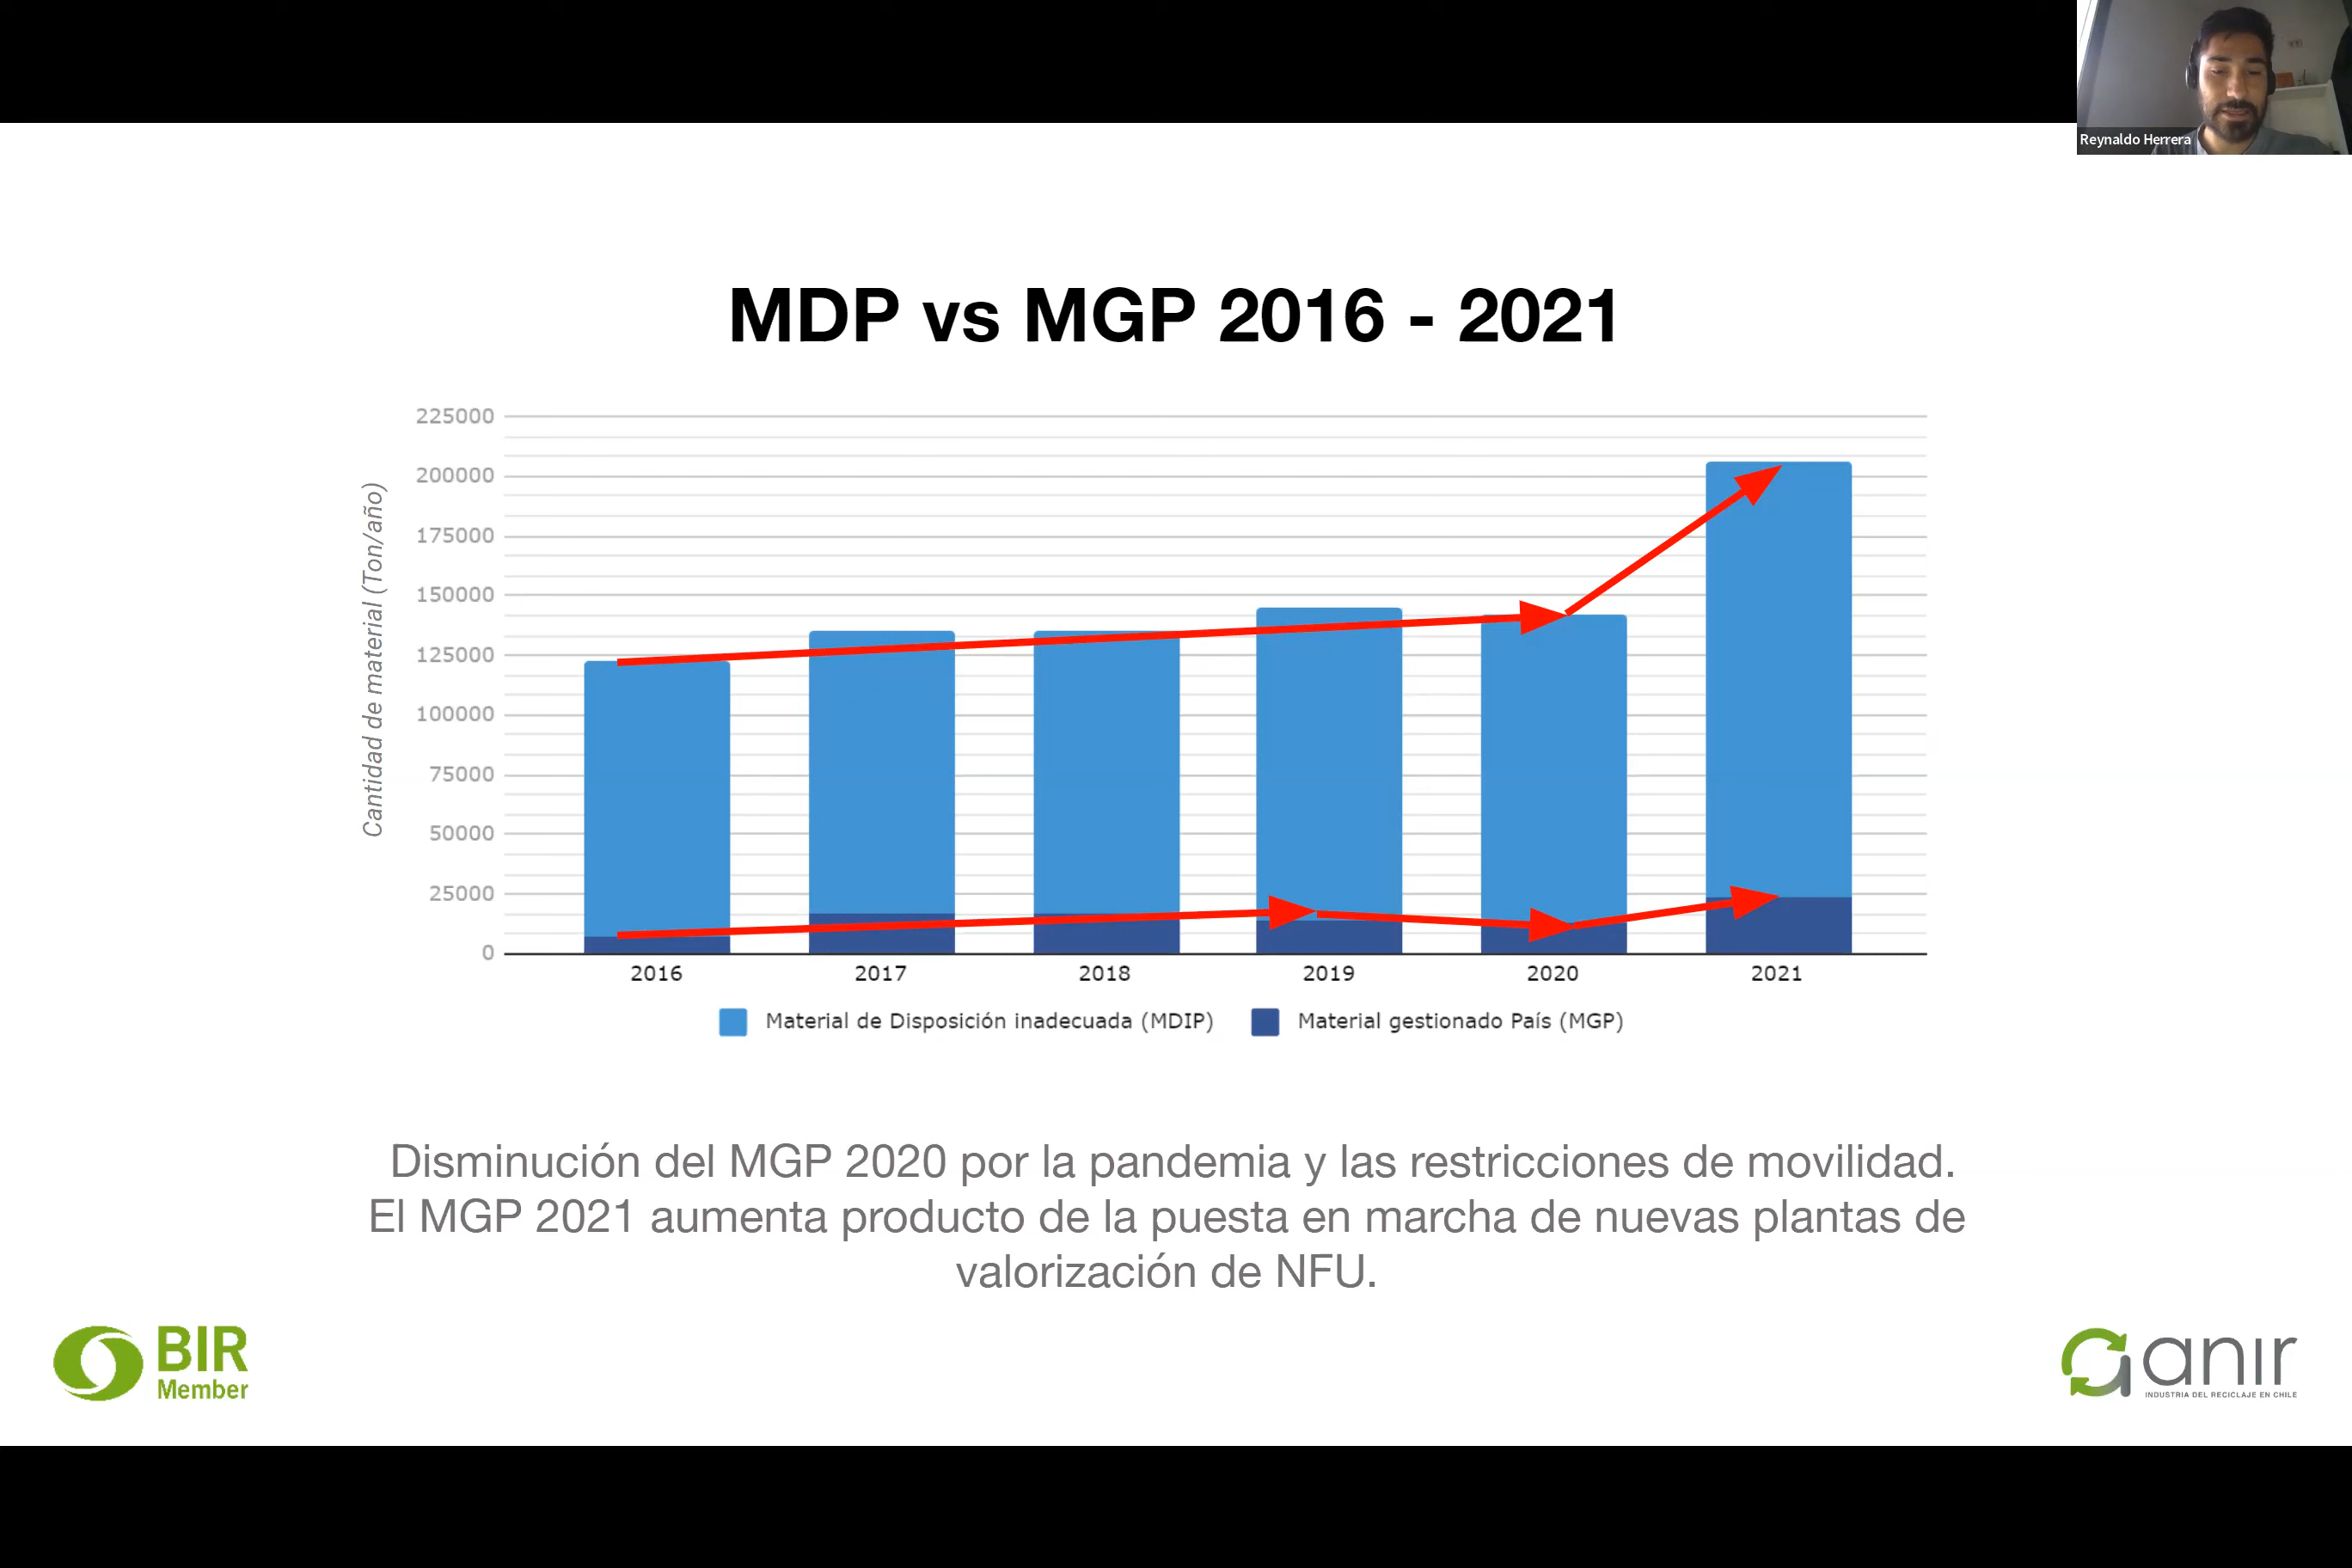 Reynaldo Herrera
MDP vs MGP 2016 - 2021
Cantidad de material (Ton/año)
225000
200000
175000
150000
125000
100000
75000
50000
25000
0
2016 2017 2018 2019 2020 2021
Material de Disposición inadecuada (MDIP) Material gestionado País (MGP)
Disminución del MGP 2020 por la pandemia y las restricciones de movilidad.
El MGP 2021 aumenta producto de la puesta en marcha de nuevas plantas de
valorización de NFU.
BIR
Member
anır
INDUSTRIA DEL RECICLAJE EN CHILE